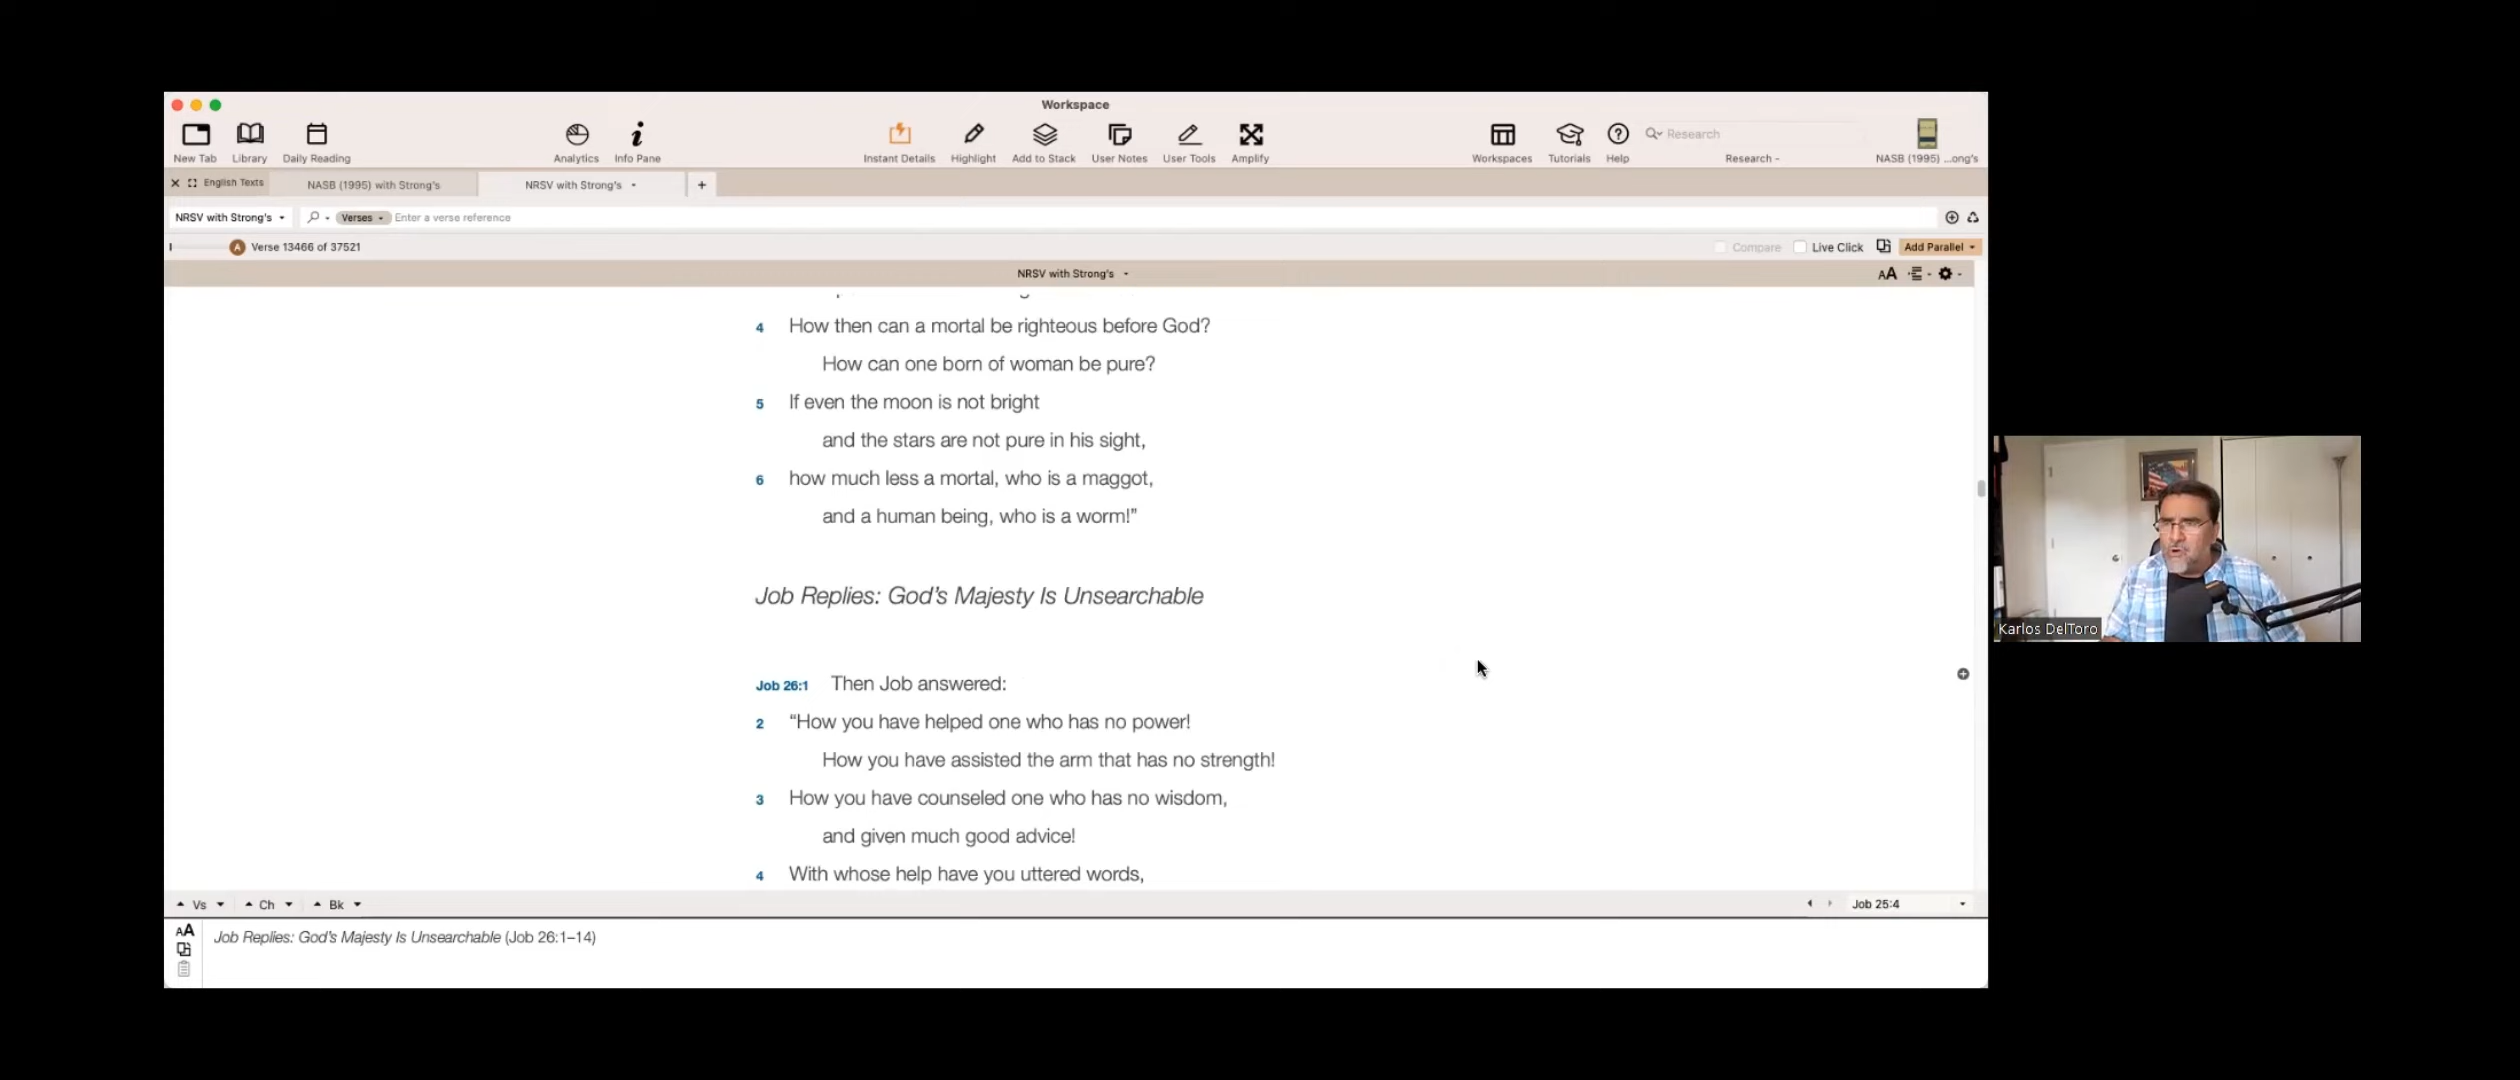 Workspace
New Tab Library Daily Reading Analytics Info Pane Instant Details Highlight Add to Stack User Notes User Tools Amplify Workspaces Tutorials Help Research Research NASB (1995) ...ong's
English Texts NASB (1995) with Strong's NRSV with Strong's +
NRSV with Strong's Verses Enter a verse reference
A Verse 13466 of 37521 Compare Live Click Add Parallel
NRSV with Strong's AA
4 How then can a mortal be righteous before God?
How can one born of woman be pure?
5 If even the moon is not bright
and the stars are not pure in his sight,
6 how much less a mortal, who is a maggot,
and a human being, who is a worm!”
Job Replies: God’s Majesty Is Unsearchable
Job 26:1 Then Job answered:
2 “How you have helped one who has no power!
How you have assisted the arm that has no strength!
3 How you have counseled one who has no wisdom,
and given much good advice!
4 With whose help have you uttered words,
Vs Ch Bk Job 25:4
AA Job Replies: God’s Majesty Is Unsearchable (Job 26:1–14)
Karlos DelToro